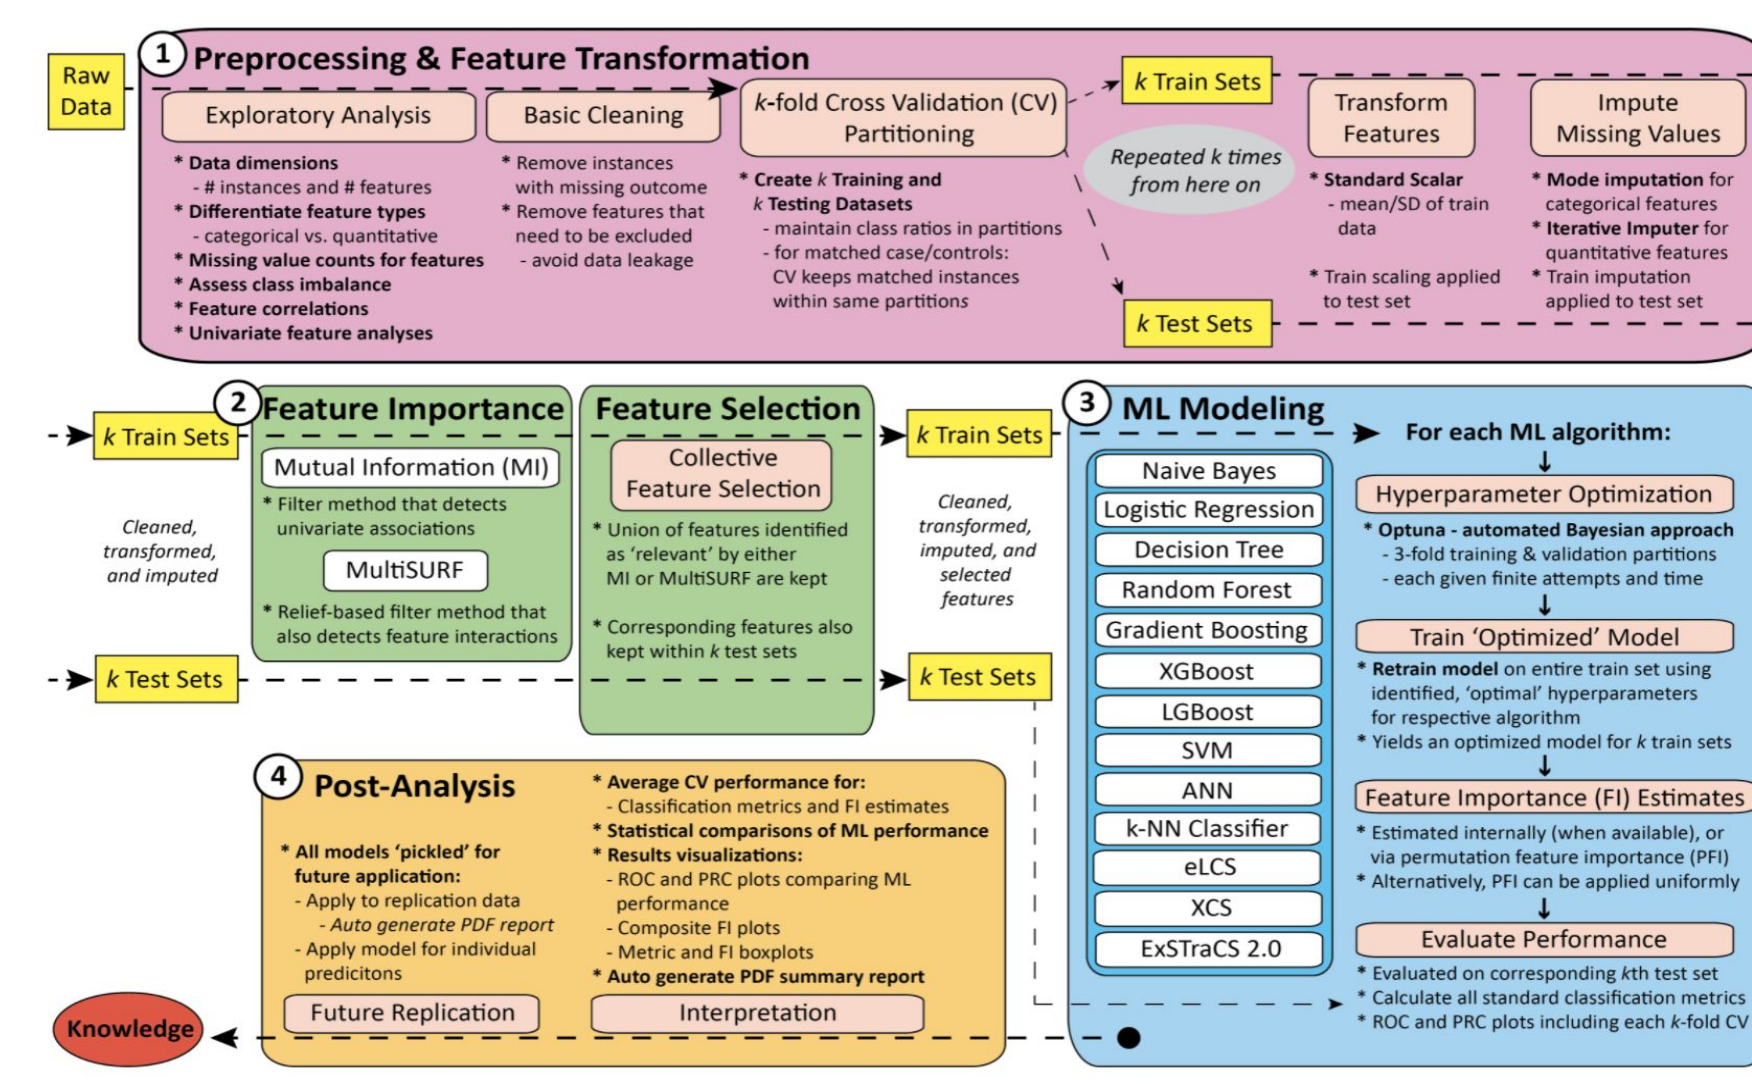 1
Preprocessing & Feature Transformation
Raw
Data
Exploratory Analysis
* Data dimensions
- # instances and # features
* Differentiate feature types
- categorical vs. quantitative
* Missing value counts for features
* Assess class imbalance
* Feature correlations
* Univariate feature analyses
Basic Cleaning
* Remove instances
with missing outcome
* Remove features that
need to be excluded
- avoid data leakage
k-fold Cross Validation (CV)
Partitioning
* Create k Training and
k Testing Datasets
- maintain class ratios in partitions
- for matched case/controls:
CV keeps matched instances
within same partitions
k Train Sets
Repeated k times
from here on
k Test Sets
Transform
Features
* Standard Scalar
- mean/SD of train
data
* Train scaling applied
to test set
Impute
Missing Values
* Mode imputation for
categorical features
* Iterative Imputer for
quantitative features
* Train imputation
applied to test set
k Train Sets
Cleaned,
transformed,
and imputed
k Test Sets
2
Feature Importance
Mutual Information (MI)
* Filter method that detects
univariate associations
MultiSURF
* Relief-based filter method that
also detects feature interactions
Feature Selection
Collective
Feature Selection
* Union of features identified
as ‘relevant’ by either
MI or MultiSURF are kept
* Corresponding features also
kept within k test sets
k Train Sets
Cleaned,
transformed,
imputed, and
selected
features
k Test Sets
3
ML Modeling
Naive Bayes
Logistic Regression
Decision Tree
Random Forest
Gradient Boosting
XGBoost
LGBoost
SVM
ANN
k-NN Classifier
eLCS
XCS
ExSTraCS 2.0
For each ML algorithm:
Hyperparameter Optimization
* Optuna - automated Bayesian approach
- 3-fold training & validation partitions
- each given finite attempts and time
Train ‘Optimized’ Model
* Retrain model on entire train set using
identified, ‘optimal’ hyperparameters
for respective algorithm
* Yields an optimized model for k train sets
Feature Importance (FI) Estimates
* Estimated internally (when available), or
via permutation feature importance (PFI)
* Alternatively, PFI can be applied uniformly
Evaluate Performance
* Evaluated on corresponding kth test set
* Calculate all standard classification metrics
* ROC and PRC plots including each k-fold CV
4
Post-Analysis
* All models ‘pickled’ for
future application:
- Apply to replication data
- Auto generate PDF report
- Apply model for individual
predicitons
Future Replication
* Average CV performance for:
- Classification metrics and FI estimates
* Statistical comparisons of ML performance
* Results visualizations:
- ROC and PRC plots comparing ML
performance
- Composite FI plots
- Metric and FI boxplots
* Auto generate PDF summary report
Interpretation
Knowledge